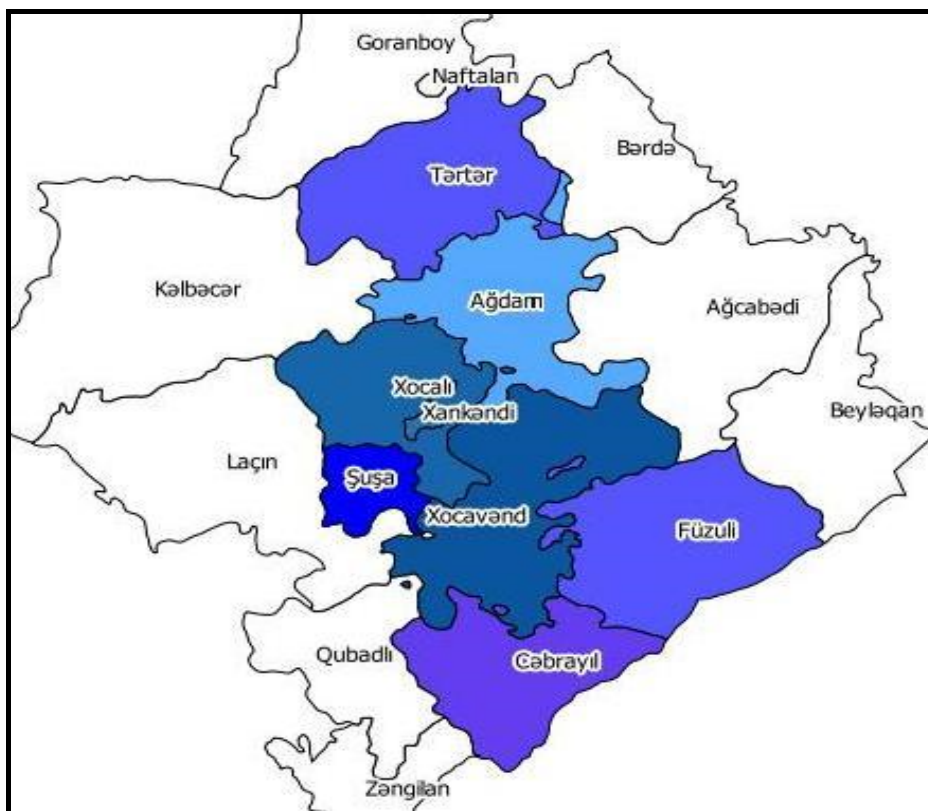 Goranboy
Naftalan
Bərdə
Tərtər
Kəlbəcər
Ağdam
Ağcabədi
Xocalı
Xankəndi
Beyləqan
Laçın
Şuşa
Xocavənd
Füzuli
Qubadlı
Cəbrayıl
Zəngilan